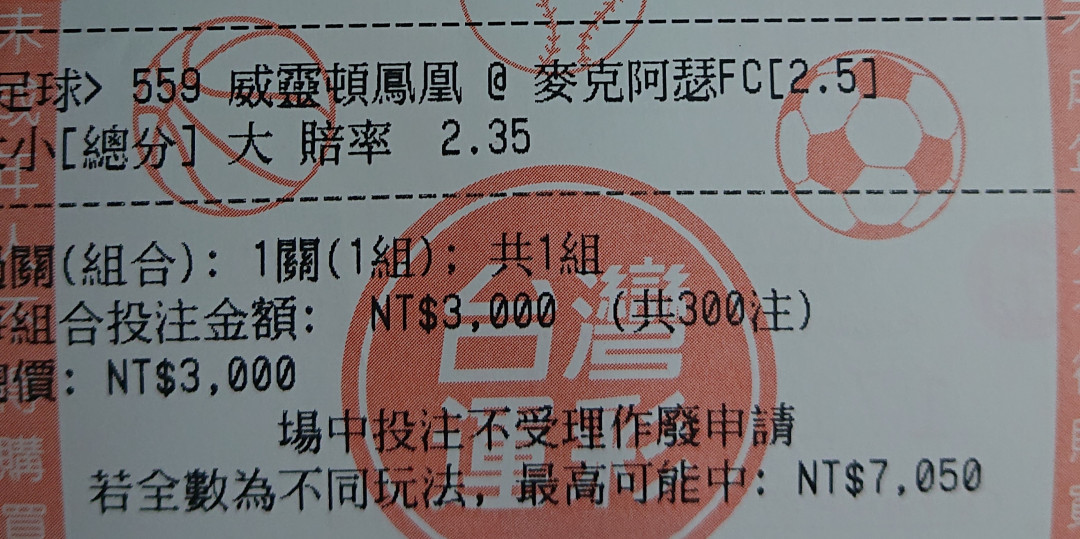 足球> 559 威靈頓鳳凰 @ 麥克阿瑟FC[2.5]
大小[總分] 大 賠率 2.35
過關(組合): 1關(1組); 共1組
每組合投注金額: NT$3,000 (共300注)
總價: NT$3,000
場中投注不受理作廢申請
若全數為不同玩法, 最高可能中: NT$7,050
台灣
運彩